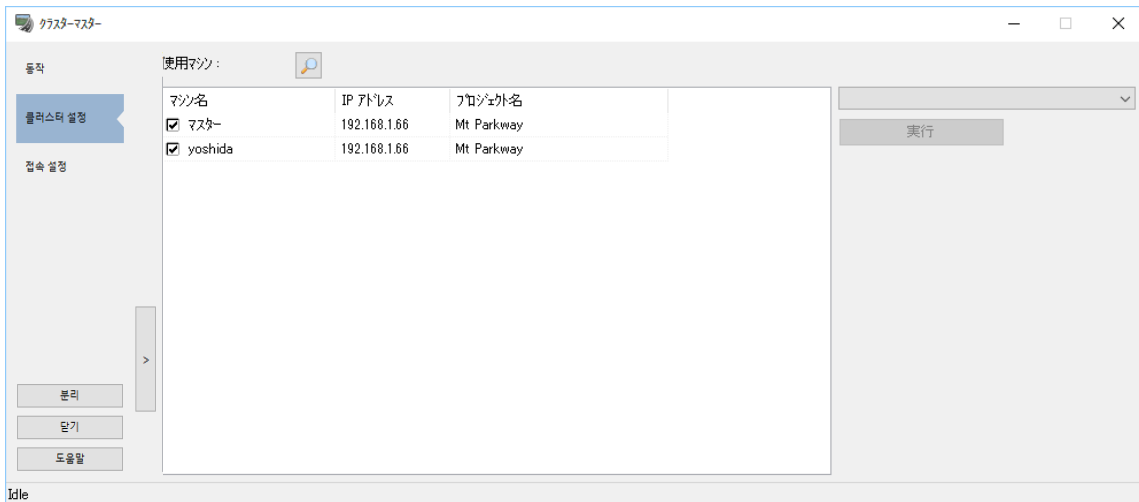 クラスターマスター
동작
클러스터 설정
접속 설정
使用マシン :
マシン名 IP アドレス プロジェクト名
マスター 192.168.1.66 Mt Parkway
yoshida 192.168.1.66 Mt Parkway
実行
>
분리
닫기
도움말
Idle